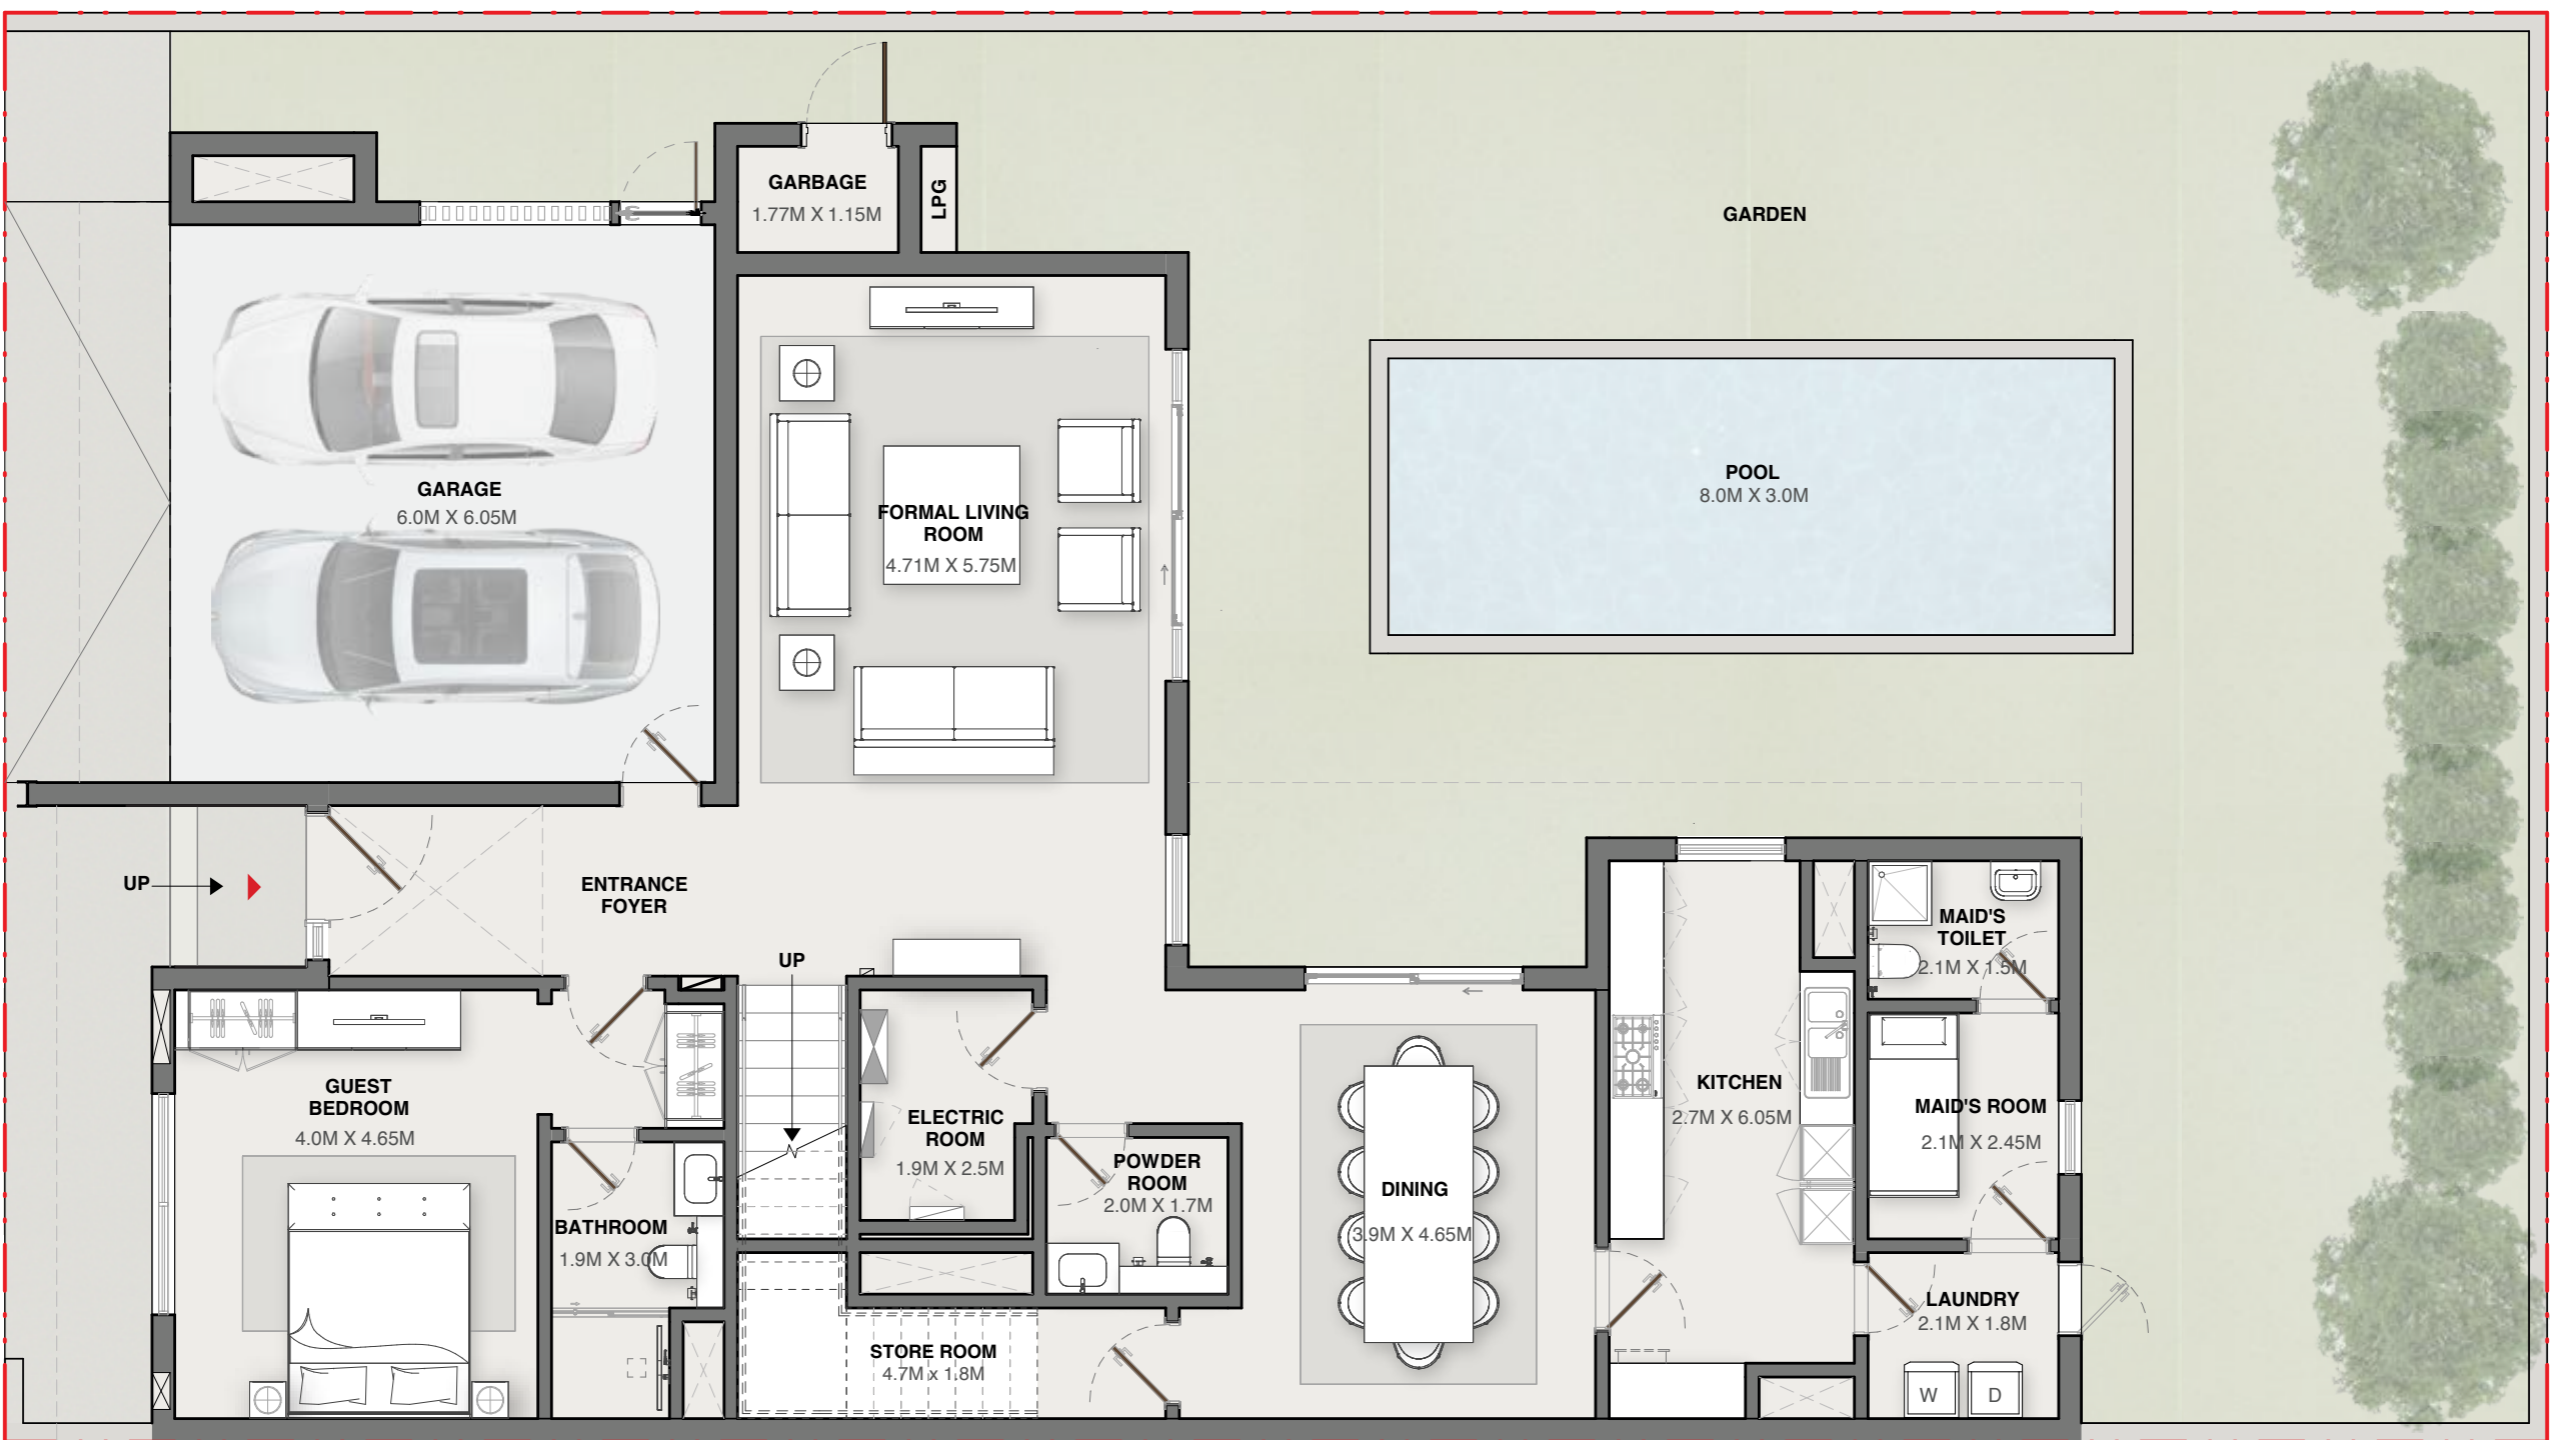 GARBAGE
1.77M X 1.15M
LPG
GARDEN
GARAGE
6.0M X 6.05M
FORMAL LIVING
ROOM
4.71M X 5.75M
POOL
8.0M X 3.0M
UP
ENTRANCE
FOYER
UP
GUEST
BEDROOM
4.0M X 4.65M
BATHROOM
1.9M X 3.0M
ELECTRIC
ROOM
1.9M X 2.5M
POWDER
ROOM
2.0M X 1.7M
STORE ROOM
4.7M x 1.8M
DINING
3.9M X 4.65M
KITCHEN
2.7M X 6.05M
MAID'S
TOILET
2.1M X 1.5M
MAID'S ROOM
2.1M X 2.45M
LAUNDRY
2.1M X 1.8M
W
D